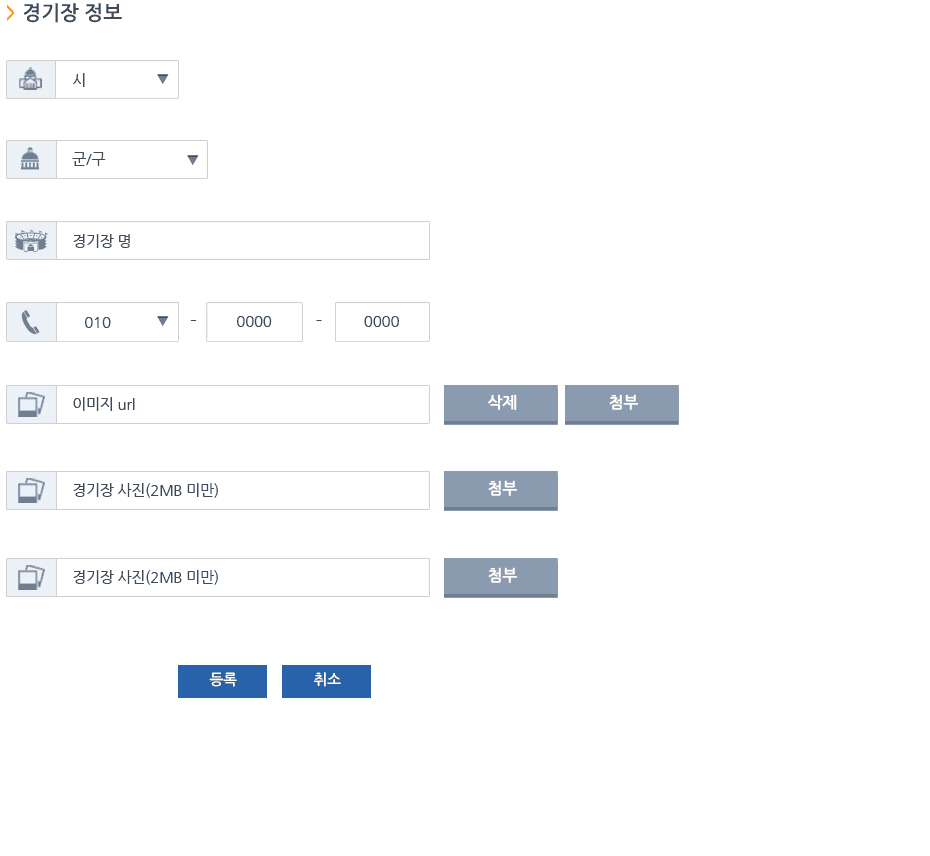 경기장 정보
시
군/구
경기장 명
010 - 0000 - 0000
이미지 url 삭제 첨부
경기장 사진(2MB 미만) 첨부
경기장 사진(2MB 미만) 첨부
등록 취소